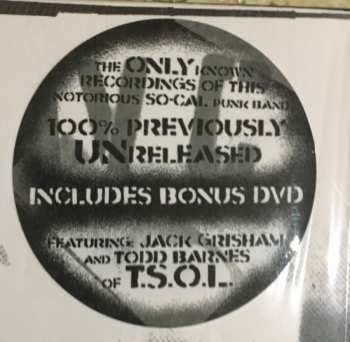 THE ONLY KNOWN
RECORDINGS OF THIS
NOTORIOUS SO-CAL PUNK BAND
100% PREVIOUSLY
UNRELEASED
INCLUDES BONUS DVD
FEATURING: JACK GRISHAM
AND TODD BARNES
OF T.S.O.L.